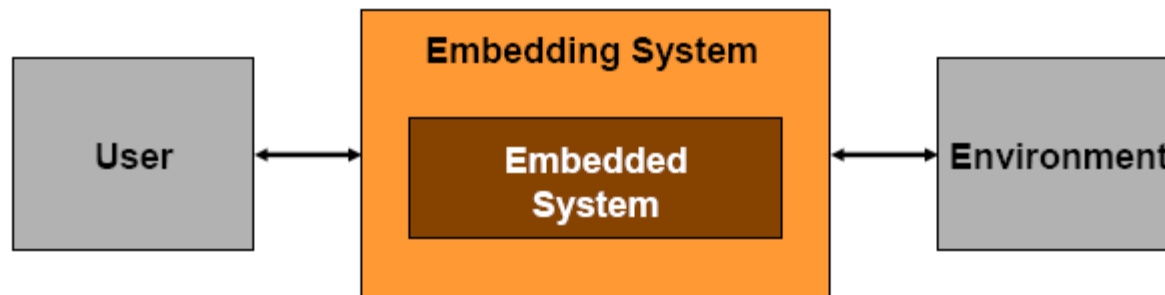 Embedding System
User
Embedded
System
Environment